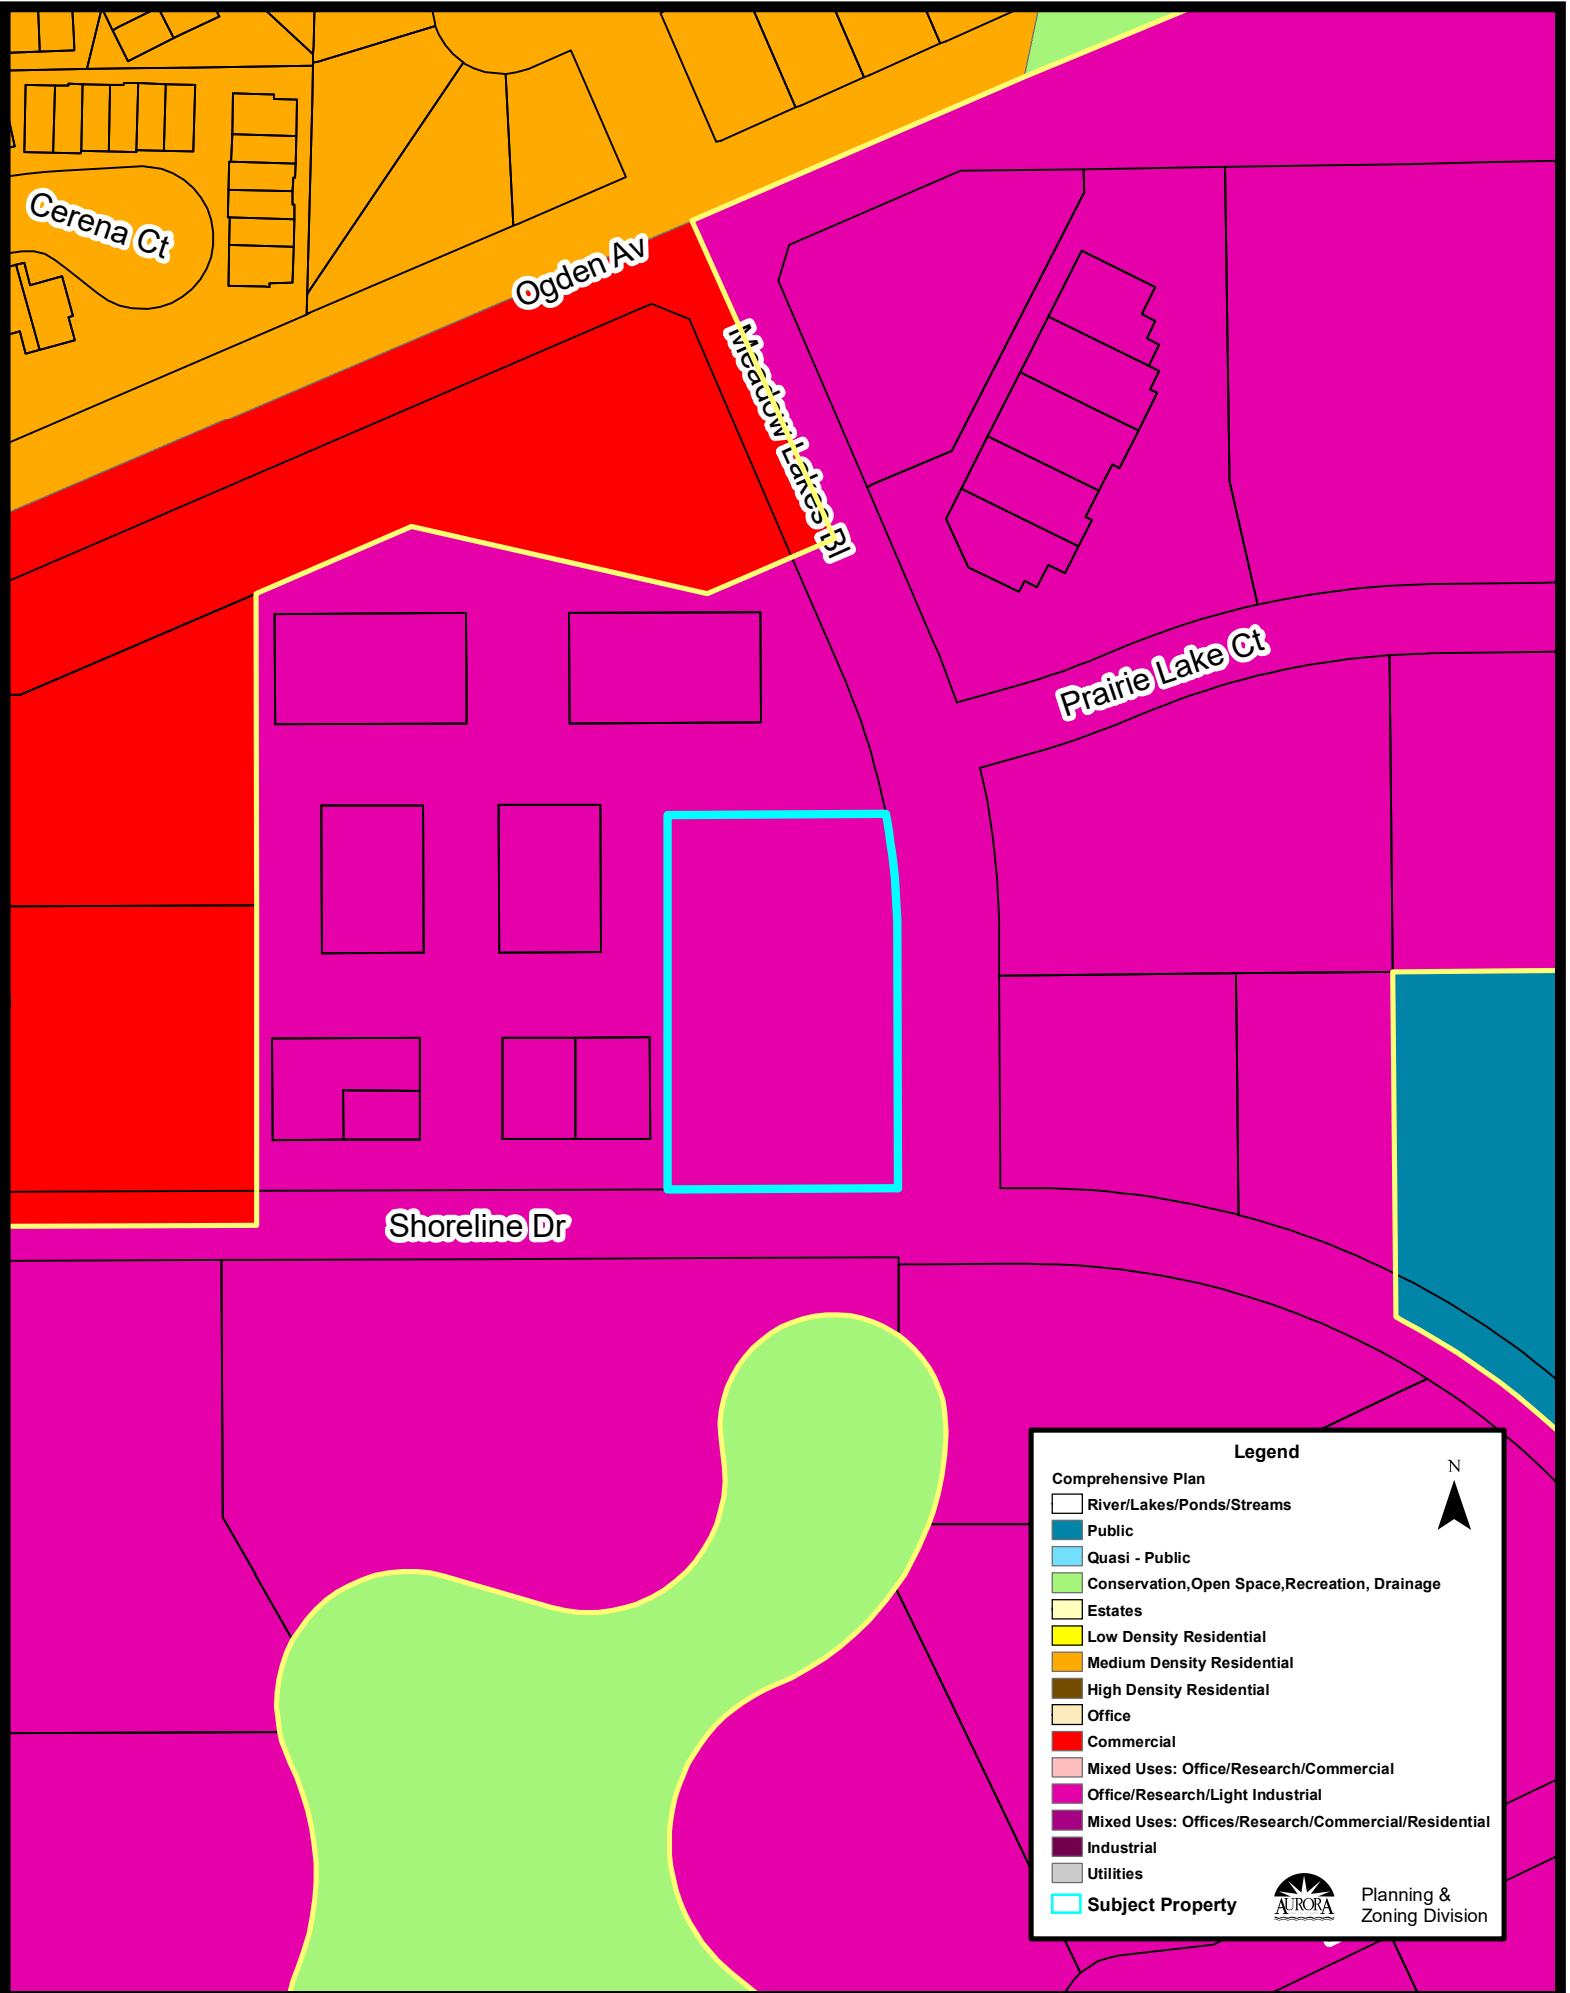 Cerena Ct
Ogden Av
Meadow Lakes Bl
Prairie Lake Ct
Shoreline Dr
Legend
N
Comprehensive Plan
River/Lakes/Ponds/Streams
Public
Quasi - Public
Conservation,Open Space,Recreation, Drainage
Estates
Low Density Residential
Medium Density Residential
High Density Residential
Office
Commercial
Mixed Uses: Office/Research/Commercial
Office/Research/Light Industrial
Mixed Uses: Offices/Research/Commercial/Residential
Industrial
Utilities
Subject Property
AURORA
Planning &
Zoning Division